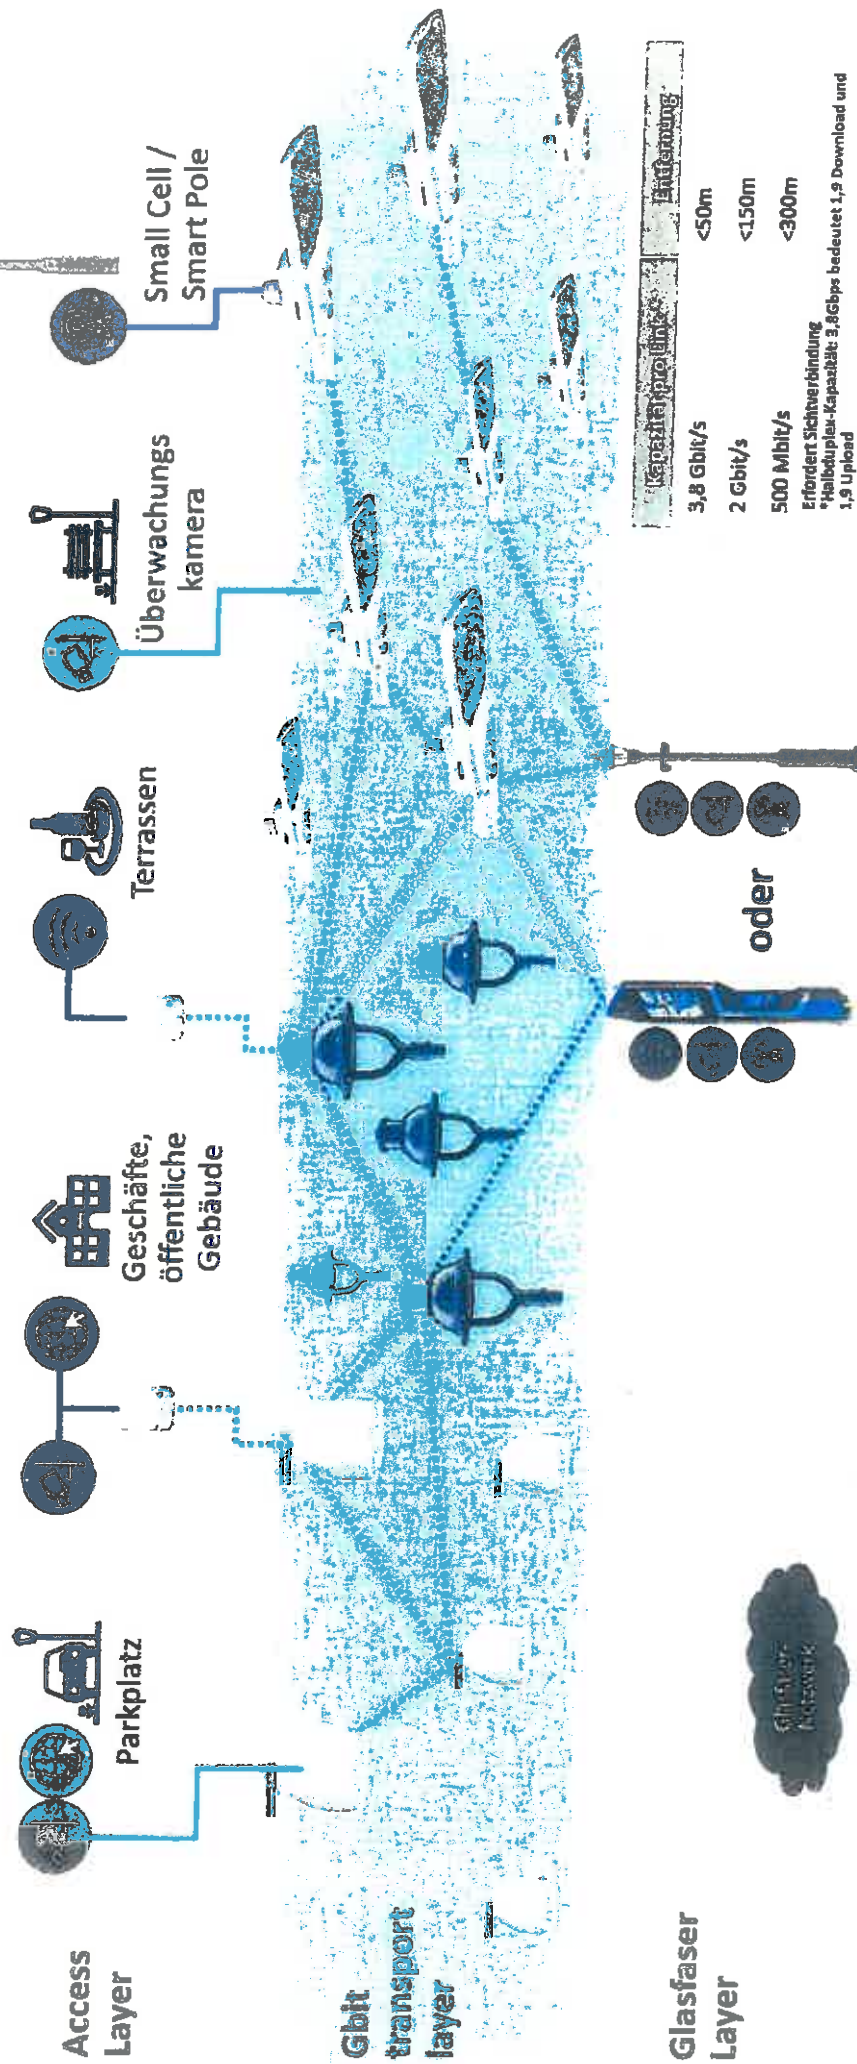 Access
Layer
Parkplatz
Geschäfte,
öffentliche
Gebäude
Terrassen
Überwachungs
kamera
Small Cell /
Smart Pole
Gbit
transport
layer
Glasfaser
Layer
oder
Kapazität pro Link* Entfernung
3,8 Gbit/s <50m
2 Gbit/s <150m
500 Mbit/s <300m
Erfordert Sichtverbindung
*Halbduplex-Kapazität: 3,8Gbps bedeutet 1,9 Download und
1,9 Upload